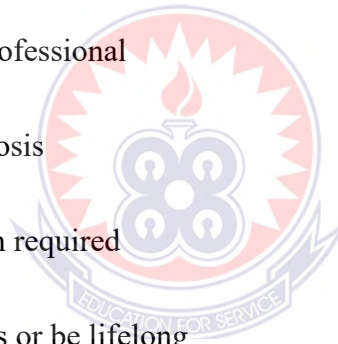 ofessional
osis
n required
EDUCATION FOR SERVICE
s or be lifelong